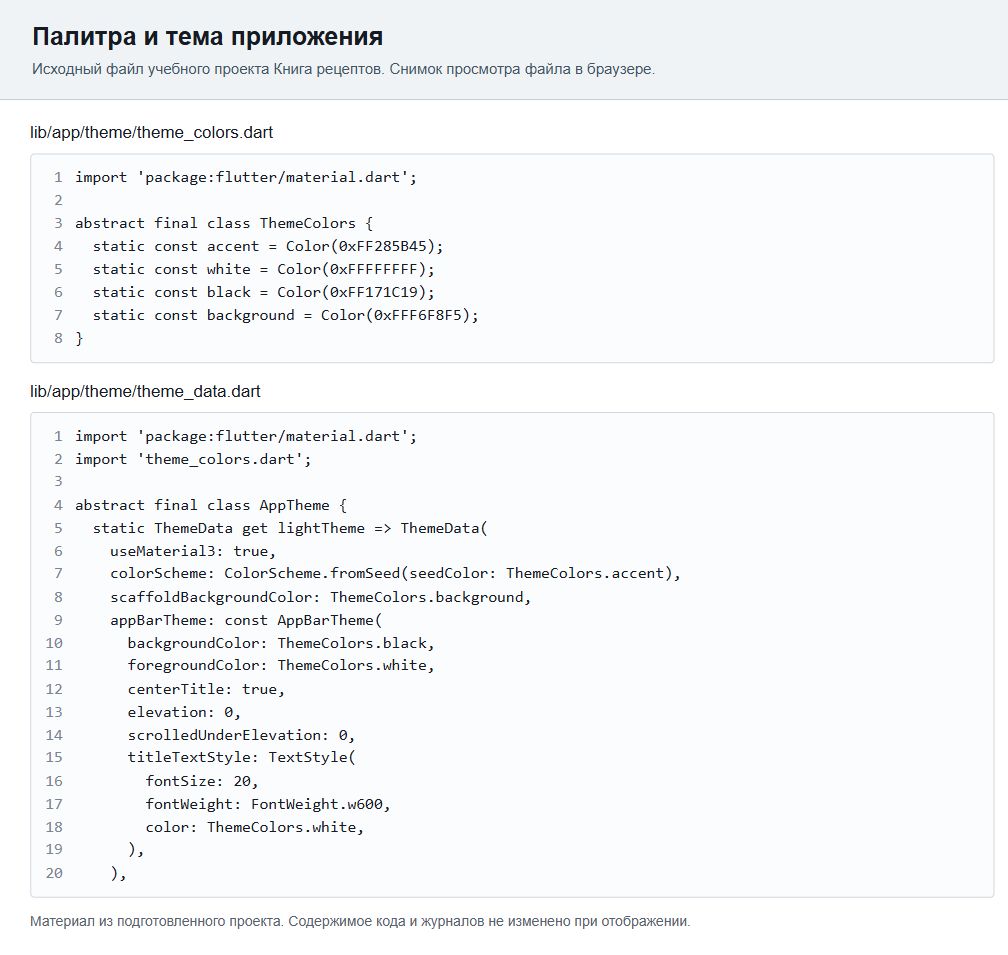 Палитра и тема приложения
Исходный файл учебного проекта Книга рецептов. Снимок просмотра файла в браузере.
lib/app/theme/theme_colors.dart
1 import 'package:flutter/material.dart';
2
3 abstract final class ThemeColors {
4   static const accent = Color(0xFF285B45);
5   static const white = Color(0xFFFFFFFF);
6   static const black = Color(0xFF171C19);
7   static const background = Color(0xFFF6F8F5);
8 }
lib/app/theme/theme_data.dart
1 import 'package:flutter/material.dart';
2 import 'theme_colors.dart';
3
4 abstract final class AppTheme {
5   static ThemeData get lightTheme => ThemeData(
6     useMaterial3: true,
7     colorScheme: ColorScheme.fromSeed(seedColor: ThemeColors.accent),
8     scaffoldBackgroundColor: ThemeColors.background,
9     appBarTheme: const AppBarTheme(
10       backgroundColor: ThemeColors.black,
11       foregroundColor: ThemeColors.white,
12       centerTitle: true,
13       elevation: 0,
14       scrolledUnderElevation: 0,
15       titleTextStyle: TextStyle(
16         fontSize: 20,
17         fontWeight: FontWeight.w600,
18         color: ThemeColors.white,
19       ),
20     ),
Материал из подготовленного проекта. Содержимое кода и журналов не изменено при отображении.